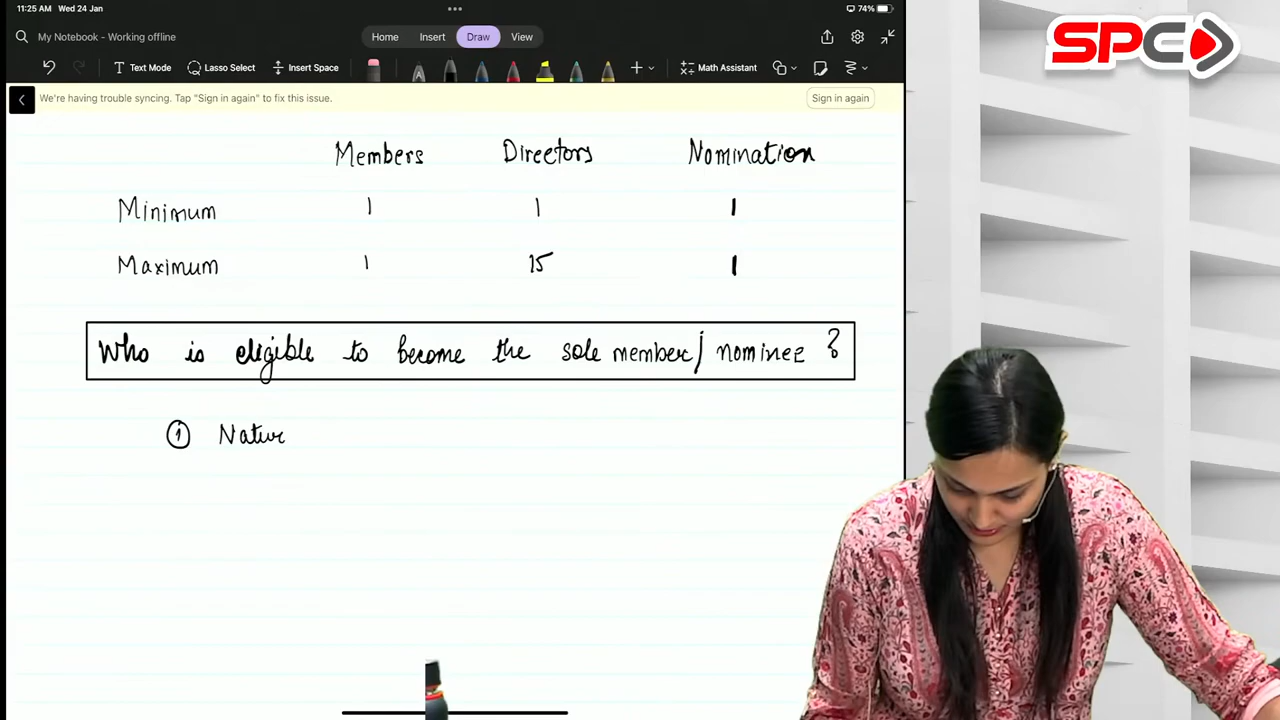 11:25 AM Wed 24 Jan
74%
My Notebook - Working offline
Home Insert Draw View
Text Mode Lasso Select Insert Space Math Assistant
We're having trouble syncing. Tap "Sign in again" to fix this issue.
Sign in again
SPC
Members Directors Nomination
Minimum 1 1 1
Maximum 1 15 1
Who is eligible to become the sole member/ nominee ?
① Natur